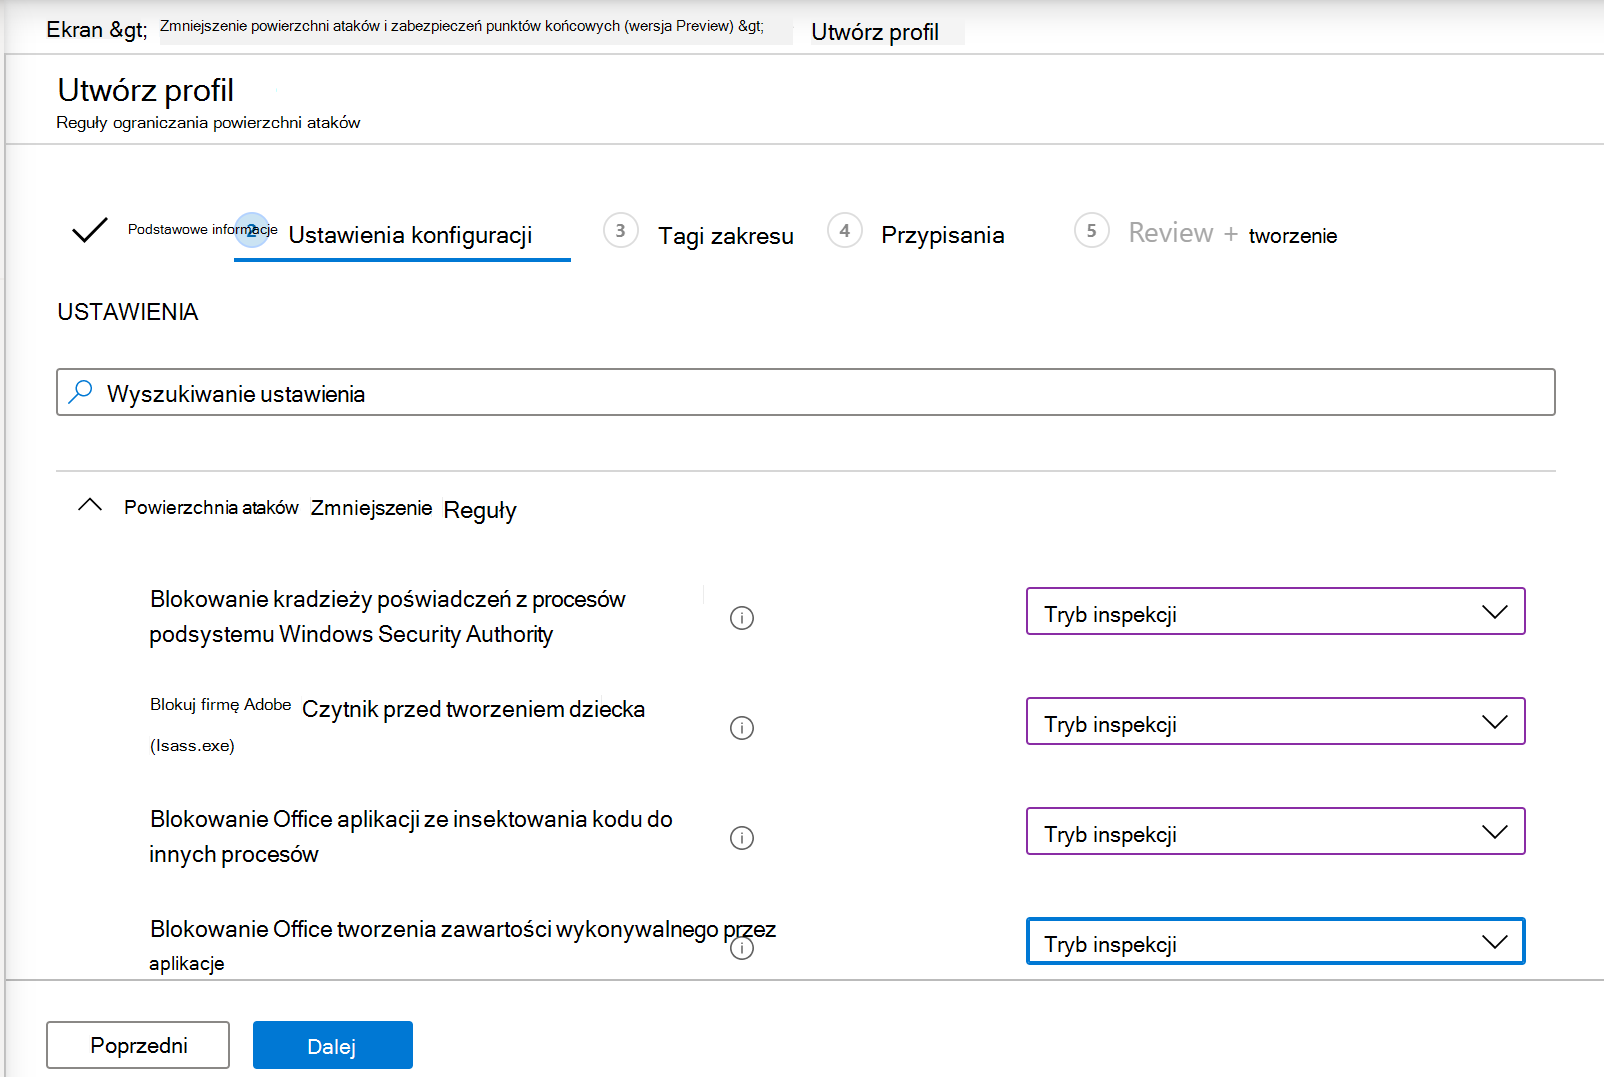 Ekran &gt; Zmniejszenie powierzchni ataków i zabezpieczeń punktów końcowych (wersja Preview) &gt; Utwórz profil
Utwórz profil
Reguły ograniczania powierzchni ataków
Podstawowe informacje 2 Ustawienia konfiguracji 3 Tagi zakresu 4 Przypisania 5 Review + tworzenie
USTAWIENIA
Wyszukiwanie ustawienia
Powierzchnia ataków Zmniejszenie Reguły
Blokowanie kradzieży poświadczeń z procesów
podsystemu Windows Security Authority
Tryb inspekcji
Blokuj firmę Adobe Czytnik przed tworzeniem dziecka
(lsass.exe)
Tryb inspekcji
Blokowanie Office aplikacji ze insektowania kodu do
innych procesów
Tryb inspekcji
Blokowanie Office tworzenia zawartości wykonywalnego przez
aplikacje
Tryb inspekcji
Poprzedni Dalej